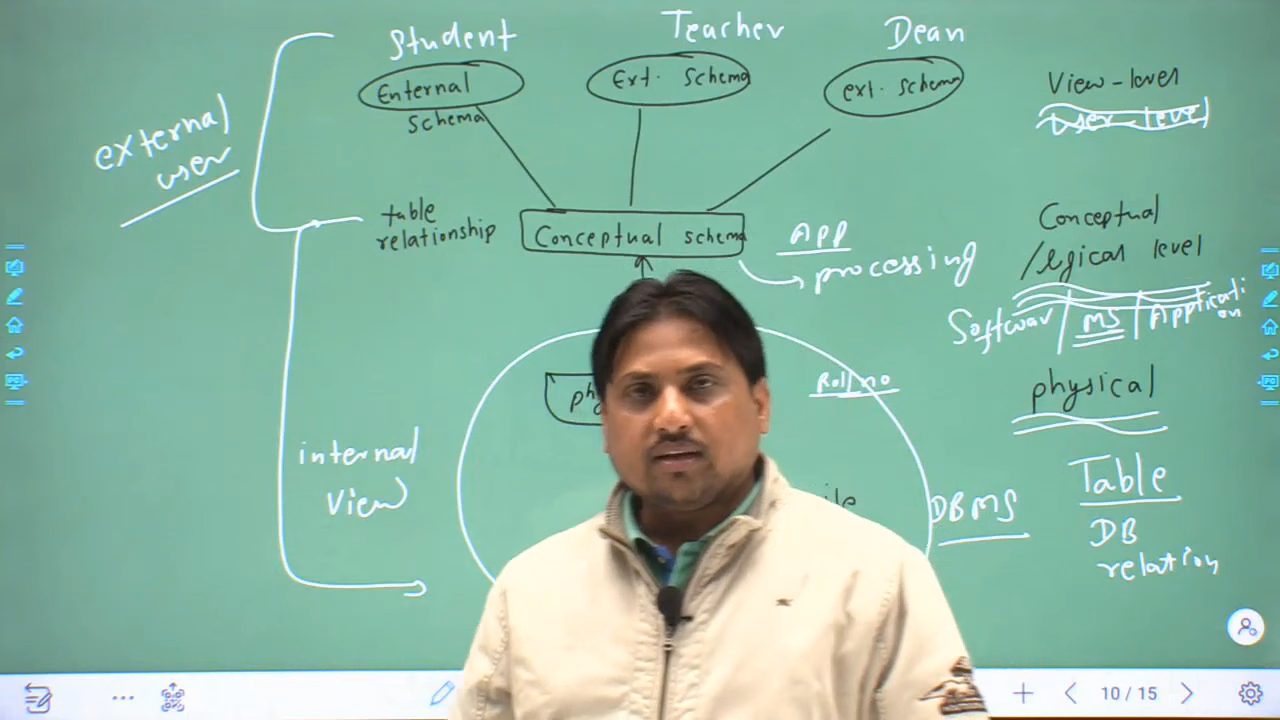 Student
Teacher
Dean
External
schema
Ext. Schema
ext. schema
View-level
user-level
external
user
table
relationship
Conceptual schema
App
processing
Conceptual
/logical level
Software
MS
Application
Roll no
physical
internal
view
DBMS
Table
DB
relation
10 / 15